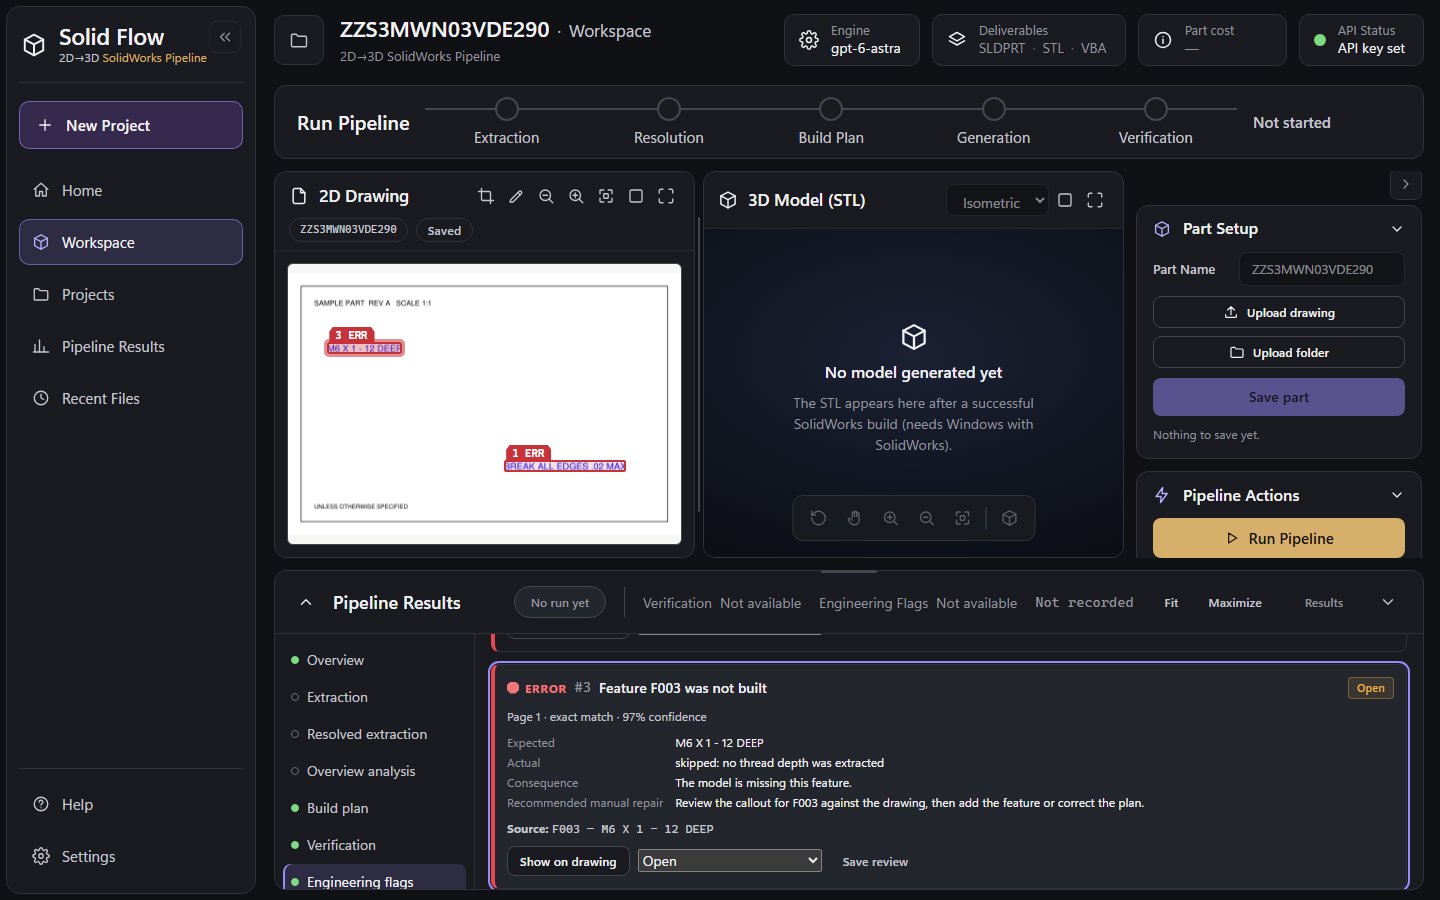 Solid Flow
2D→3D SolidWorks Pipeline
New Project
Home
Workspace
Projects
Pipeline Results
Recent Files
Help
Settings
ZZS3MWN03VDE290 · Workspace
2D→3D SolidWorks Pipeline
Engine
gpt-6-astra
Deliverables
SLDPRT · STL · VBA
Part cost
—
API Status
API key set
Run Pipeline
Extraction
Resolution
Build Plan
Generation
Verification
Not started
2D Drawing
ZZS3MWN03VDE290
Saved
SAMPLE PART REV A SCALE 1:1
3 ERR
M6 X 1 - 12 DEEP
1 ERR
BREAK ALL EDGES .02 MAX
UNLESS OTHERWISE SPECIFIED
3D Model (STL)
Isometric
No model generated yet
The STL appears here after a successful
SolidWorks build (needs Windows with
SolidWorks).
Part Setup
Part Name
ZZS3MWN03VDE290
Upload drawing
Upload folder
Save part
Nothing to save yet.
Pipeline Actions
Run Pipeline
Pipeline Results
No run yet
Verification Not available
Engineering Flags Not available
Not recorded
Fit
Maximize
Results
Overview
Extraction
Resolved extraction
Overview analysis
Build plan
Verification
Engineering flags
ERROR #3 Feature F003 was not built
Open
Page 1 · exact match · 97% confidence
Expected M6 X 1 - 12 DEEP
Actual skipped: no thread depth was extracted
Consequence The model is missing this feature.
Recommended manual repair Review the callout for F003 against the drawing, then add the feature or correct the plan.
Source: F003 — M6 X 1 - 12 DEEP
Show on drawing
Open
Save review